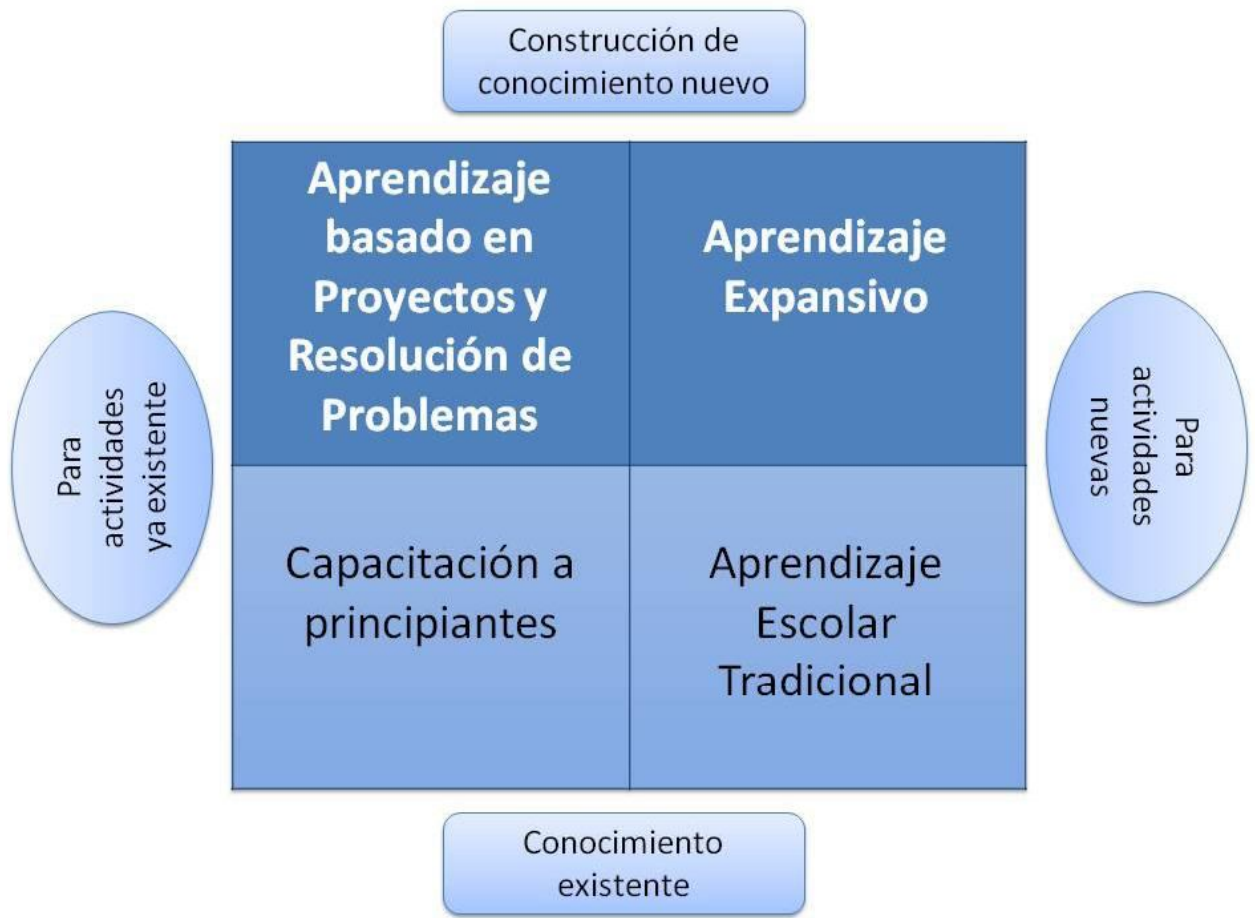 Construcción de
conocimiento nuevo
Aprendizaje
basado en
Proyectos y
Resolución de
Problemas
Aprendizaje
Expansivo
Para
actividades
ya existente
Para
actividades
nuevas
Capacitación a
principiantes
Aprendizaje
Escolar
Tradicional
Conocimiento
existente